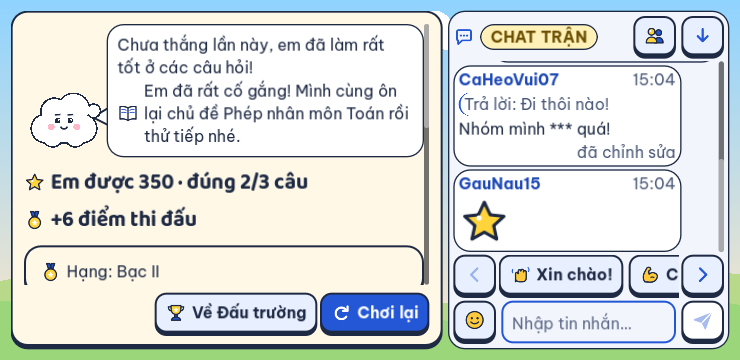 Chưa thắng lần này, em đã làm rất
tốt ở các câu hỏi!
Em đã rất cố gắng! Mình cùng ôn
lại chủ đề Phép nhân môn Toán rồi
thử tiếp nhé.
Em được 350 · đúng 2/3 câu
+6 điểm thi đấu
Hạng: Bạc II
Về Đấu trường
Chơi lại
CHAT TRẬN
CaHeoVui07 15:04
Trả lời: Đi thôi nào!
Nhóm mình *** quá!
đã chỉnh sửa
GauNau15 15:04
Xin chào!
Nhập tin nhắn...